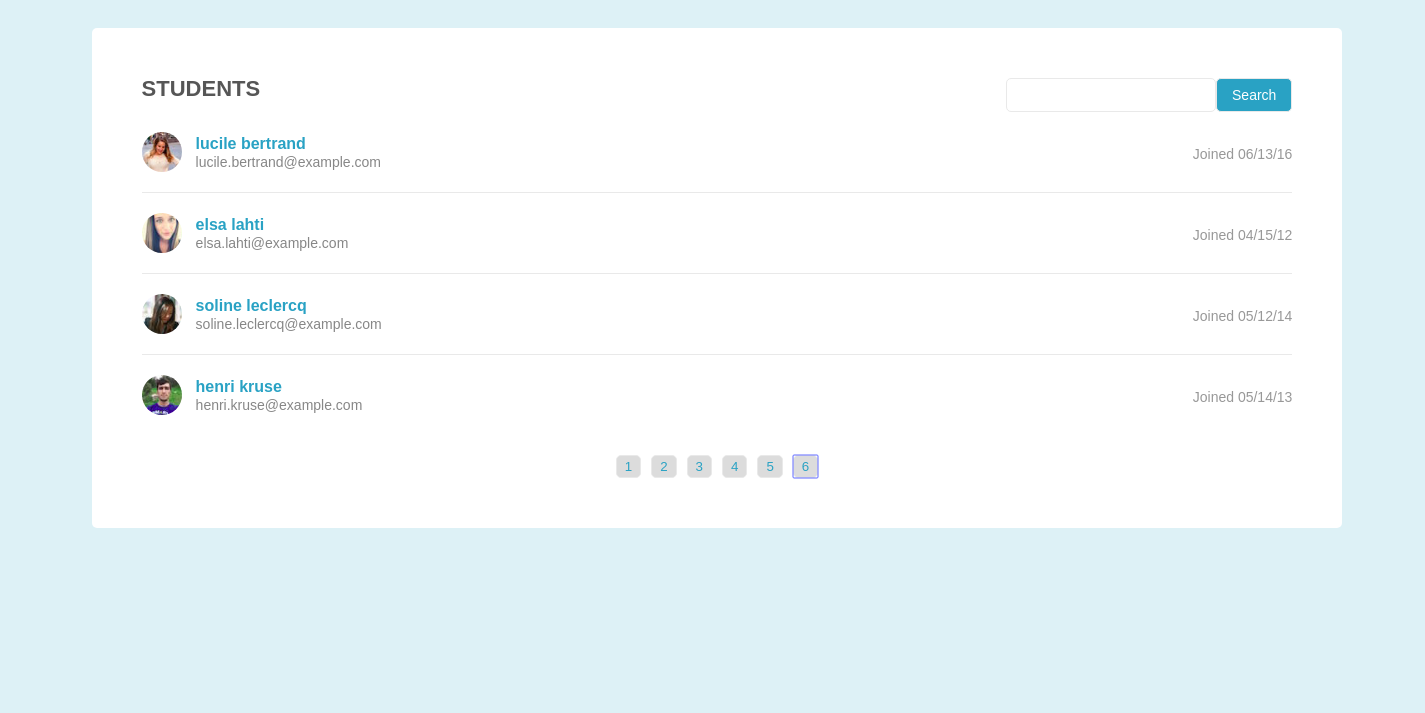 STUDENTS
Search
lucile bertrand
lucile.bertrand@example.com
Joined 06/13/16
elsa lahti
elsa.lahti@example.com
Joined 04/15/12
soline leclercq
soline.leclercq@example.com
Joined 05/12/14
henri kruse
henri.kruse@example.com
Joined 05/14/13
1 2 3 4 5 6